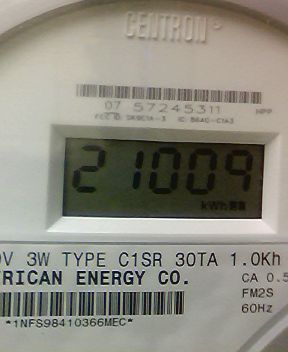 CENTRON®
07 57245311
HPP
21009
kWh
V 3W TYPE C1SR 30TA 1.0Kh
RICAN ENERGY CO.
CA 0.5
FM2S
60Hz
*1NFS98410366MEC*